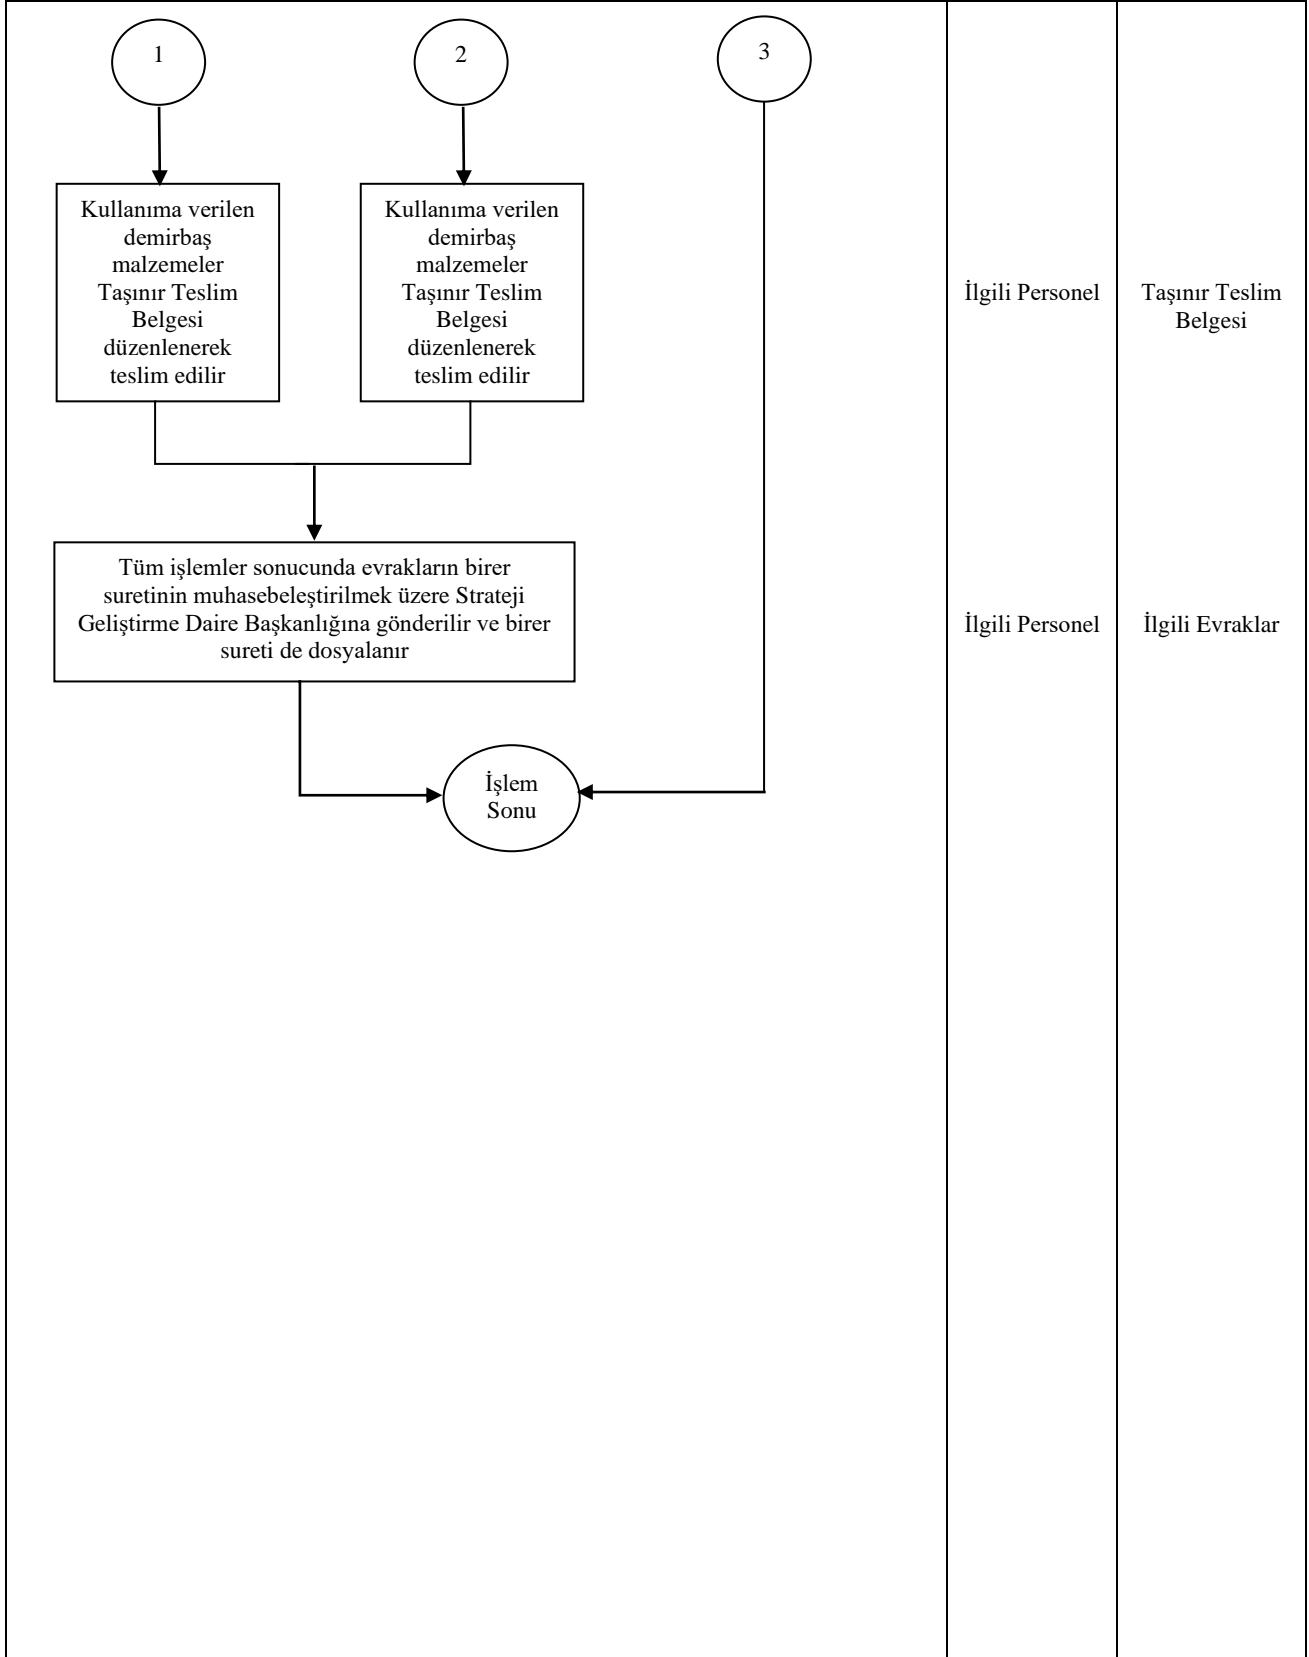 1
2
3
Kullanıma verilen
demirbaş
malzemeler
Taşınır Teslim
Belgesi
düzenlenerek
teslim edilir
Kullanıma verilen
demirbaş
malzemeler
Taşınır Teslim
Belgesi
düzenlenerek
teslim edilir
İlgili Personel
Taşınır Teslim
Belgesi
Tüm işlemler sonucunda evrakların birer
suretinin muhasebeleştirilmek üzere Strateji
Geliştirme Daire Başkanlığına gönderilir ve birer
sureti de dosyalanır
İlgili Personel
İlgili Evraklar
İşlem
Sonu